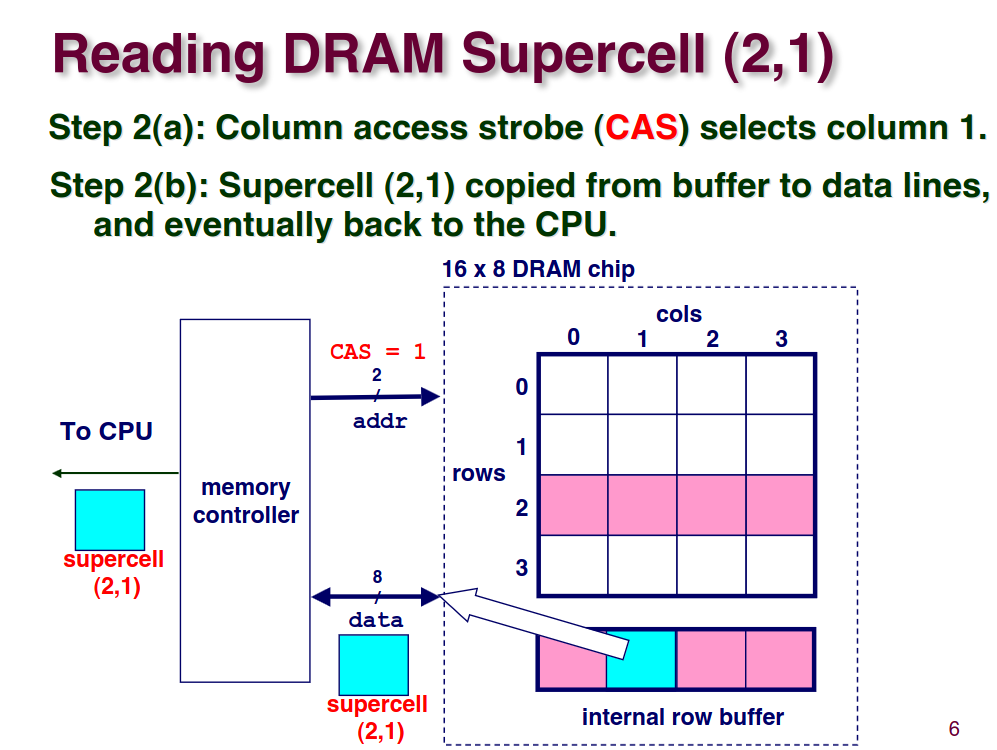 Reading DRAM Supercell (2,1)
Step 2(a): Column access strobe (CAS) selects column 1.
Step 2(b): Supercell (2,1) copied from buffer to data lines,
and eventually back to the CPU.
16 x 8 DRAM chip
cols
0 1 2 3
CAS = 1
2
addr
0
1
rows
2
3
To CPU
memory
controller
supercell
(2,1)
8
data
supercell
(2,1)
internal row buffer
6